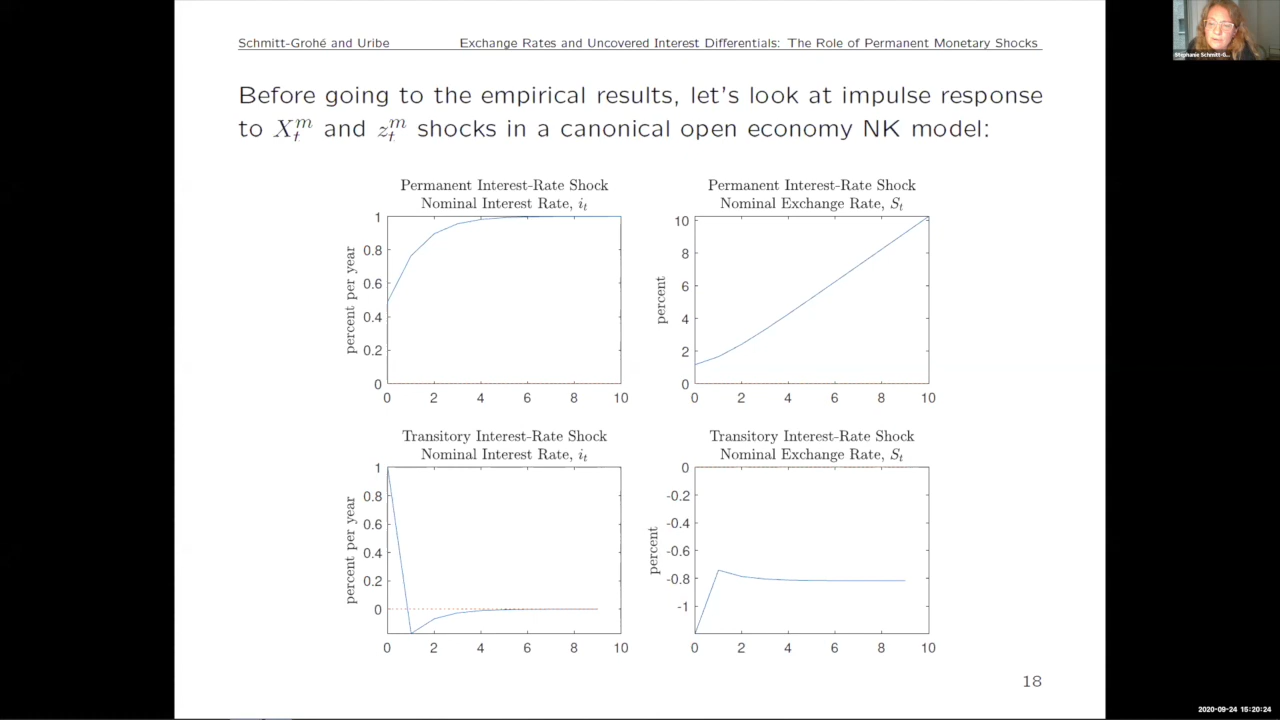 Schmitt-Grohé and Uribe Exchange Rates and Uncovered Interest Differentials: The Role of Permanent Monetary Shocks
Before going to the empirical results, let's look at impulse response
to X_t^m and z_t^m shocks in a canonical open economy NK model:
Permanent Interest-Rate Shock
Nominal Interest Rate, i_t
percent per year
1
0.8
0.6
0.4
0.2
0
0 2 4 6 8 10
Permanent Interest-Rate Shock
Nominal Exchange Rate, S_t
percent
10
8
6
4
2
0
0 2 4 6 8 10
Transitory Interest-Rate Shock
Nominal Interest Rate, i_t
percent per year
1
0.8
0.6
0.4
0.2
0
0 2 4 6 8 10
Transitory Interest-Rate Shock
Nominal Exchange Rate, S_t
percent
0
-0.2
-0.4
-0.6
-0.8
-1
0 2 4 6 8 10
18
Stephanie Schmitt-G...
2020-09-24 15:20:24